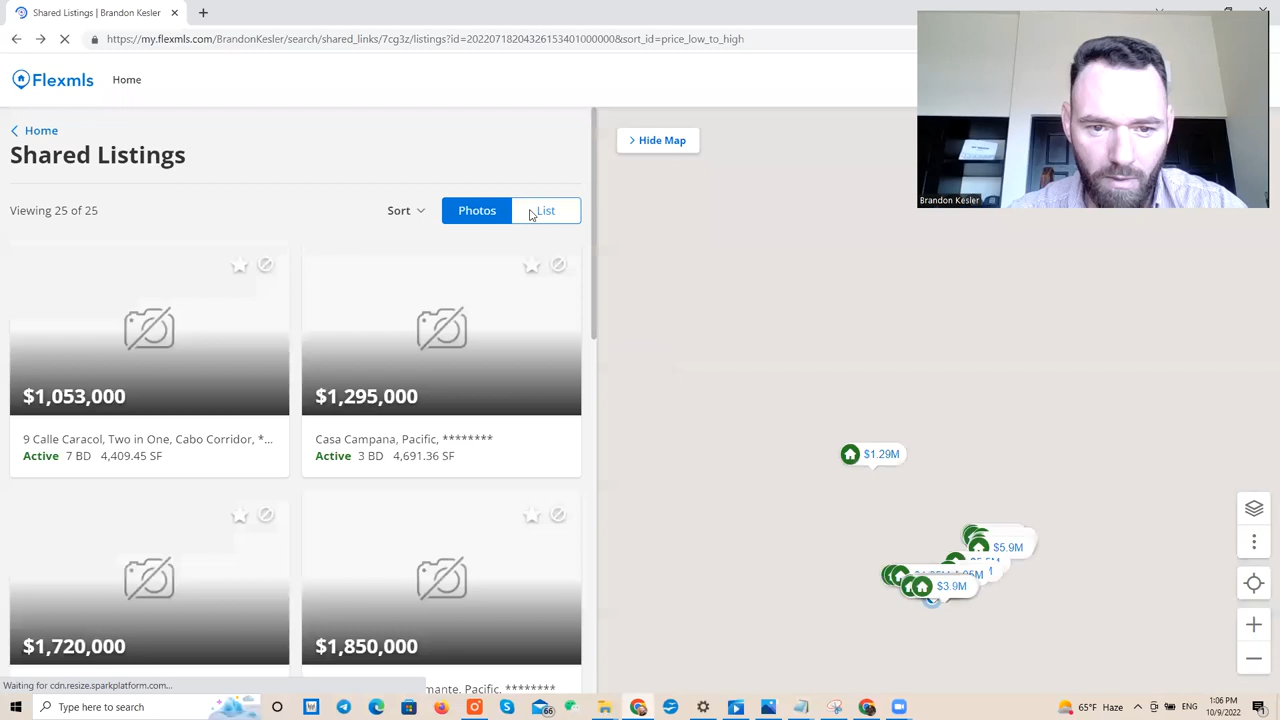 Shared Listings | Brandon Kesler
https://my.flexmls.com/BrandonKesler/search/shared_links/7cg3z/listings?id=20220718204326153401000000&sort_id=price_low_to_high
Flexmls
Home
Home
Shared Listings
Viewing 25 of 25
Sort
Photos
List
$1,053,000
9 Calle Caracol, Two in One, Cabo Corridor, *...
Active 7 BD 4,409.45 SF
$1,295,000
Casa Campana, Pacific, ********
Active 3 BD 4,691.36 SF
$1,720,000
$1,850,000
mante, Pacific, ********
Waiting for cdn.resize.sparkplatform.com...
Hide Map
$1.29M
$5.9M
$3.9M
Brandon Kesler
Type here to search
66
65°F Haze
ENG
1:06 PM
10/9/2022